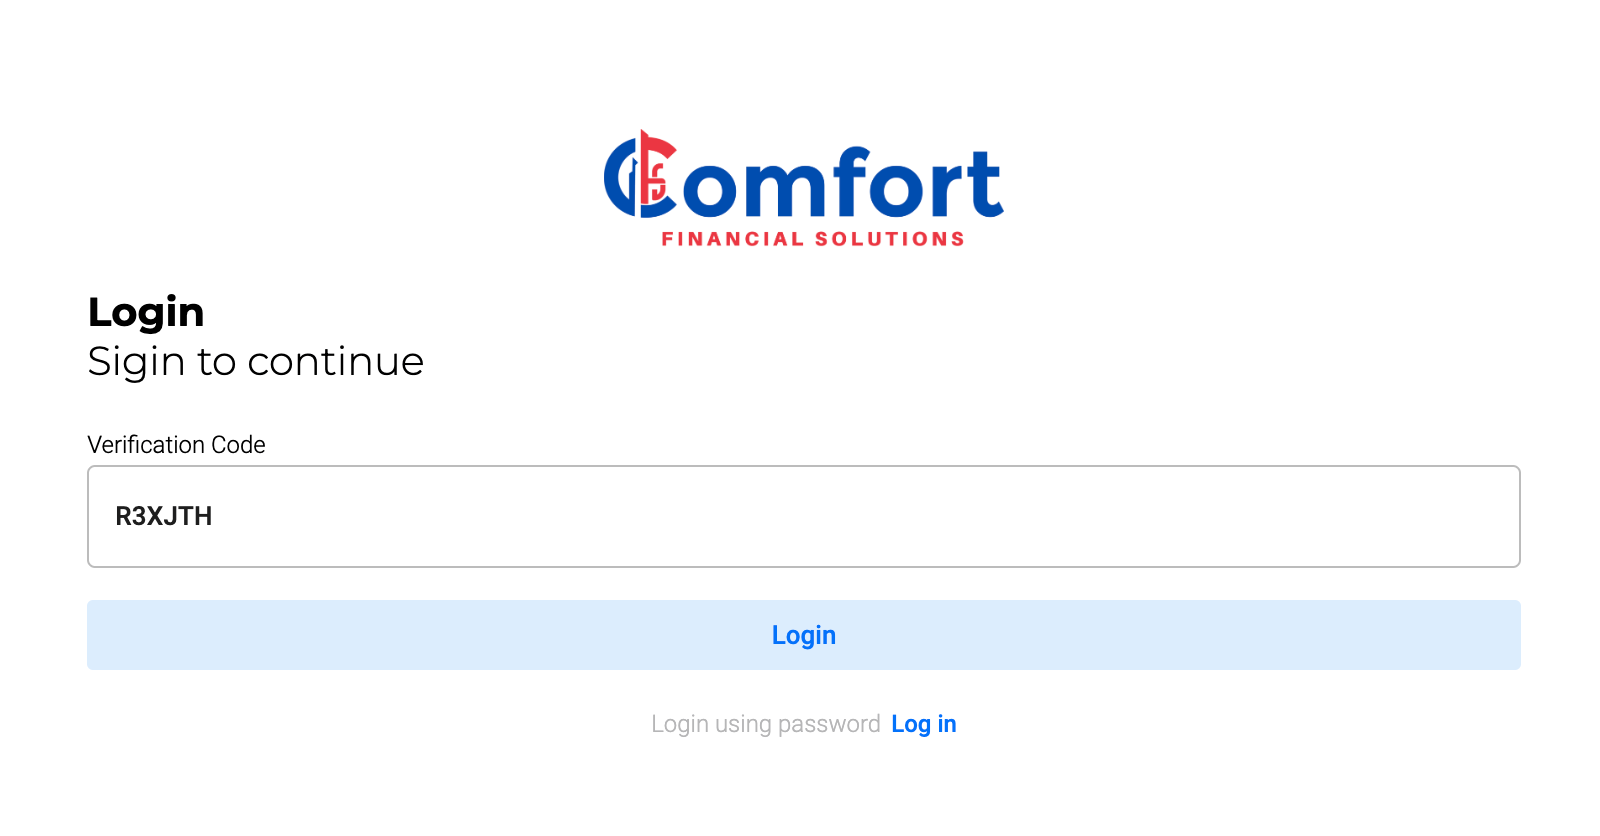 Comfort
FINANCIAL SOLUTIONS
Login
Sigin to continue
Verification Code
R3XJTH
Login
Login using password Log in